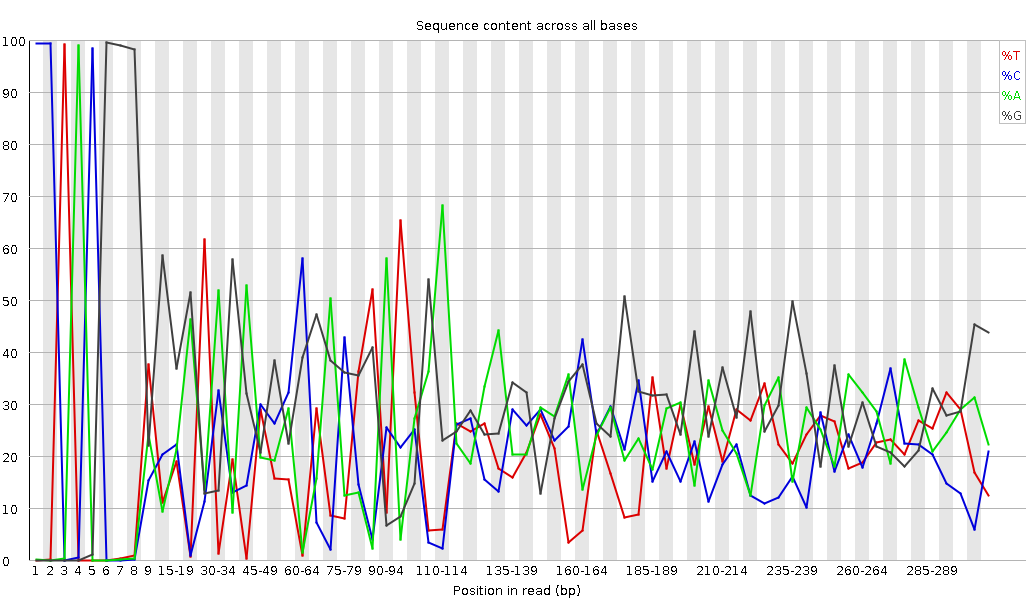 Sequence content across all bases
100
90
80
70
60
50
40
30
20
10
0
%T
%C
%A
%G
1 2 3 4 5 6 7 8 9 15-19 30-34 45-49 60-64 75-79 90-94 110-114 135-139 160-164 185-189 210-214 235-239 260-264 285-289
Position in read (bp)